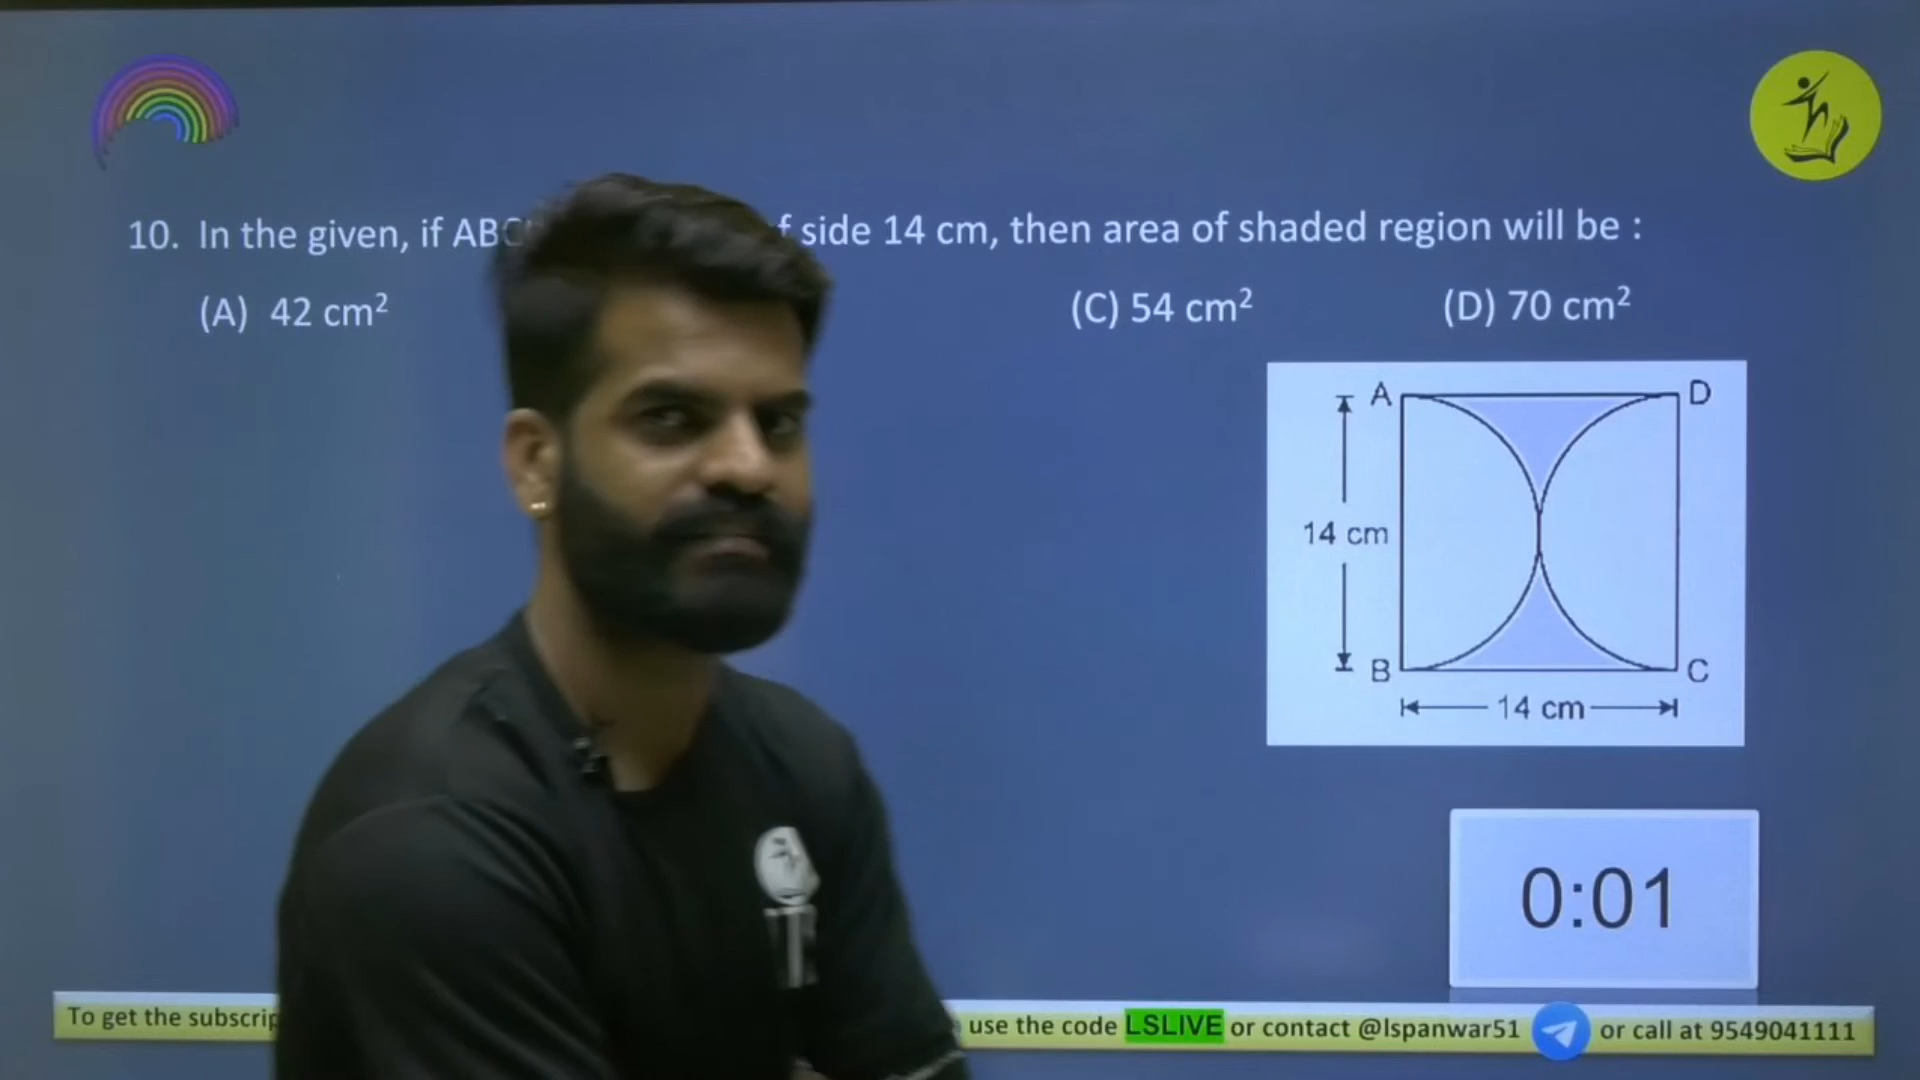 10. In the given, if ABC side 14 cm, then area of shaded region will be :
(A) 42 cm² (C) 54 cm² (D) 70 cm²
A D
14 cm
B C
14 cm
0:01
To get the use the code LSLIVE or contact @lspanwar51 or call at 9549041111